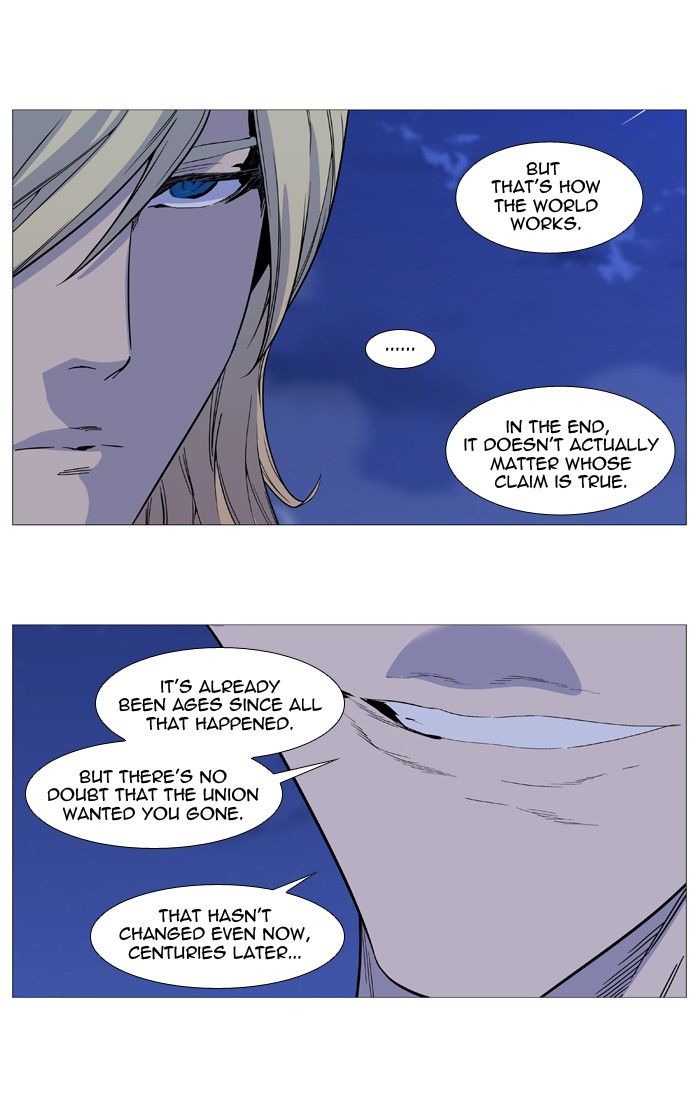 BUT
THAT'S HOW
THE WORLD
WORKS.
......
IN THE END,
IT DOESN'T ACTUALLY
MATTER WHOSE
CLAIM IS TRUE.
IT'S ALREADY
BEEN AGES SINCE ALL
THAT HAPPENED.
BUT THERE'S NO
DOUBT THAT THE UNION
WANTED YOU GONE.
THAT HASN'T
CHANGED EVEN NOW,
CENTURIES LATER...